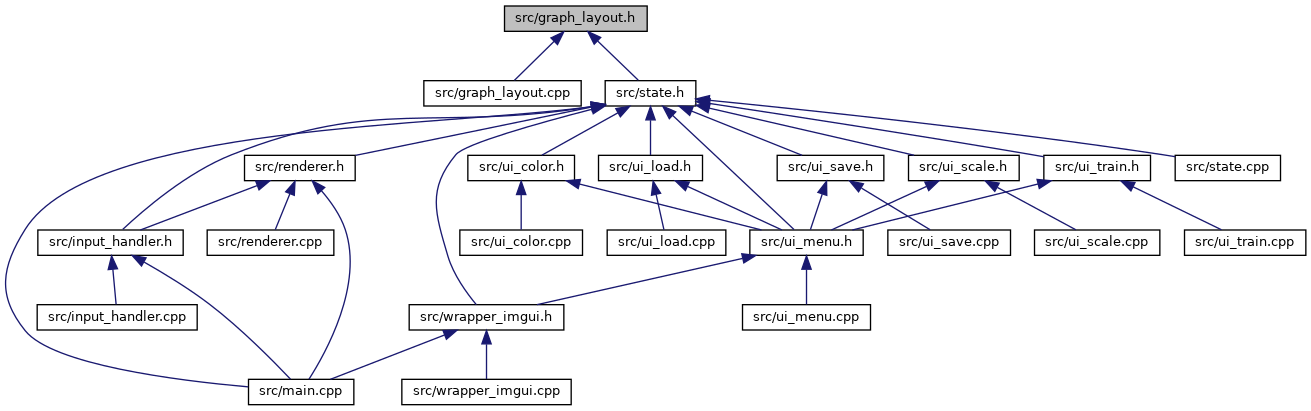 src/graph_layout.h
src/graph_layout.cpp
src/state.h
src/renderer.h
src/ui_color.h
src/ui_load.h
src/ui_save.h
src/ui_scale.h
src/ui_train.h
src/state.cpp
src/input_handler.h
src/renderer.cpp
src/ui_color.cpp
src/ui_load.cpp
src/ui_menu.h
src/ui_save.cpp
src/ui_scale.cpp
src/ui_train.cpp
src/input_handler.cpp
src/wrapper_imgui.h
src/ui_menu.cpp
src/main.cpp
src/wrapper_imgui.cpp